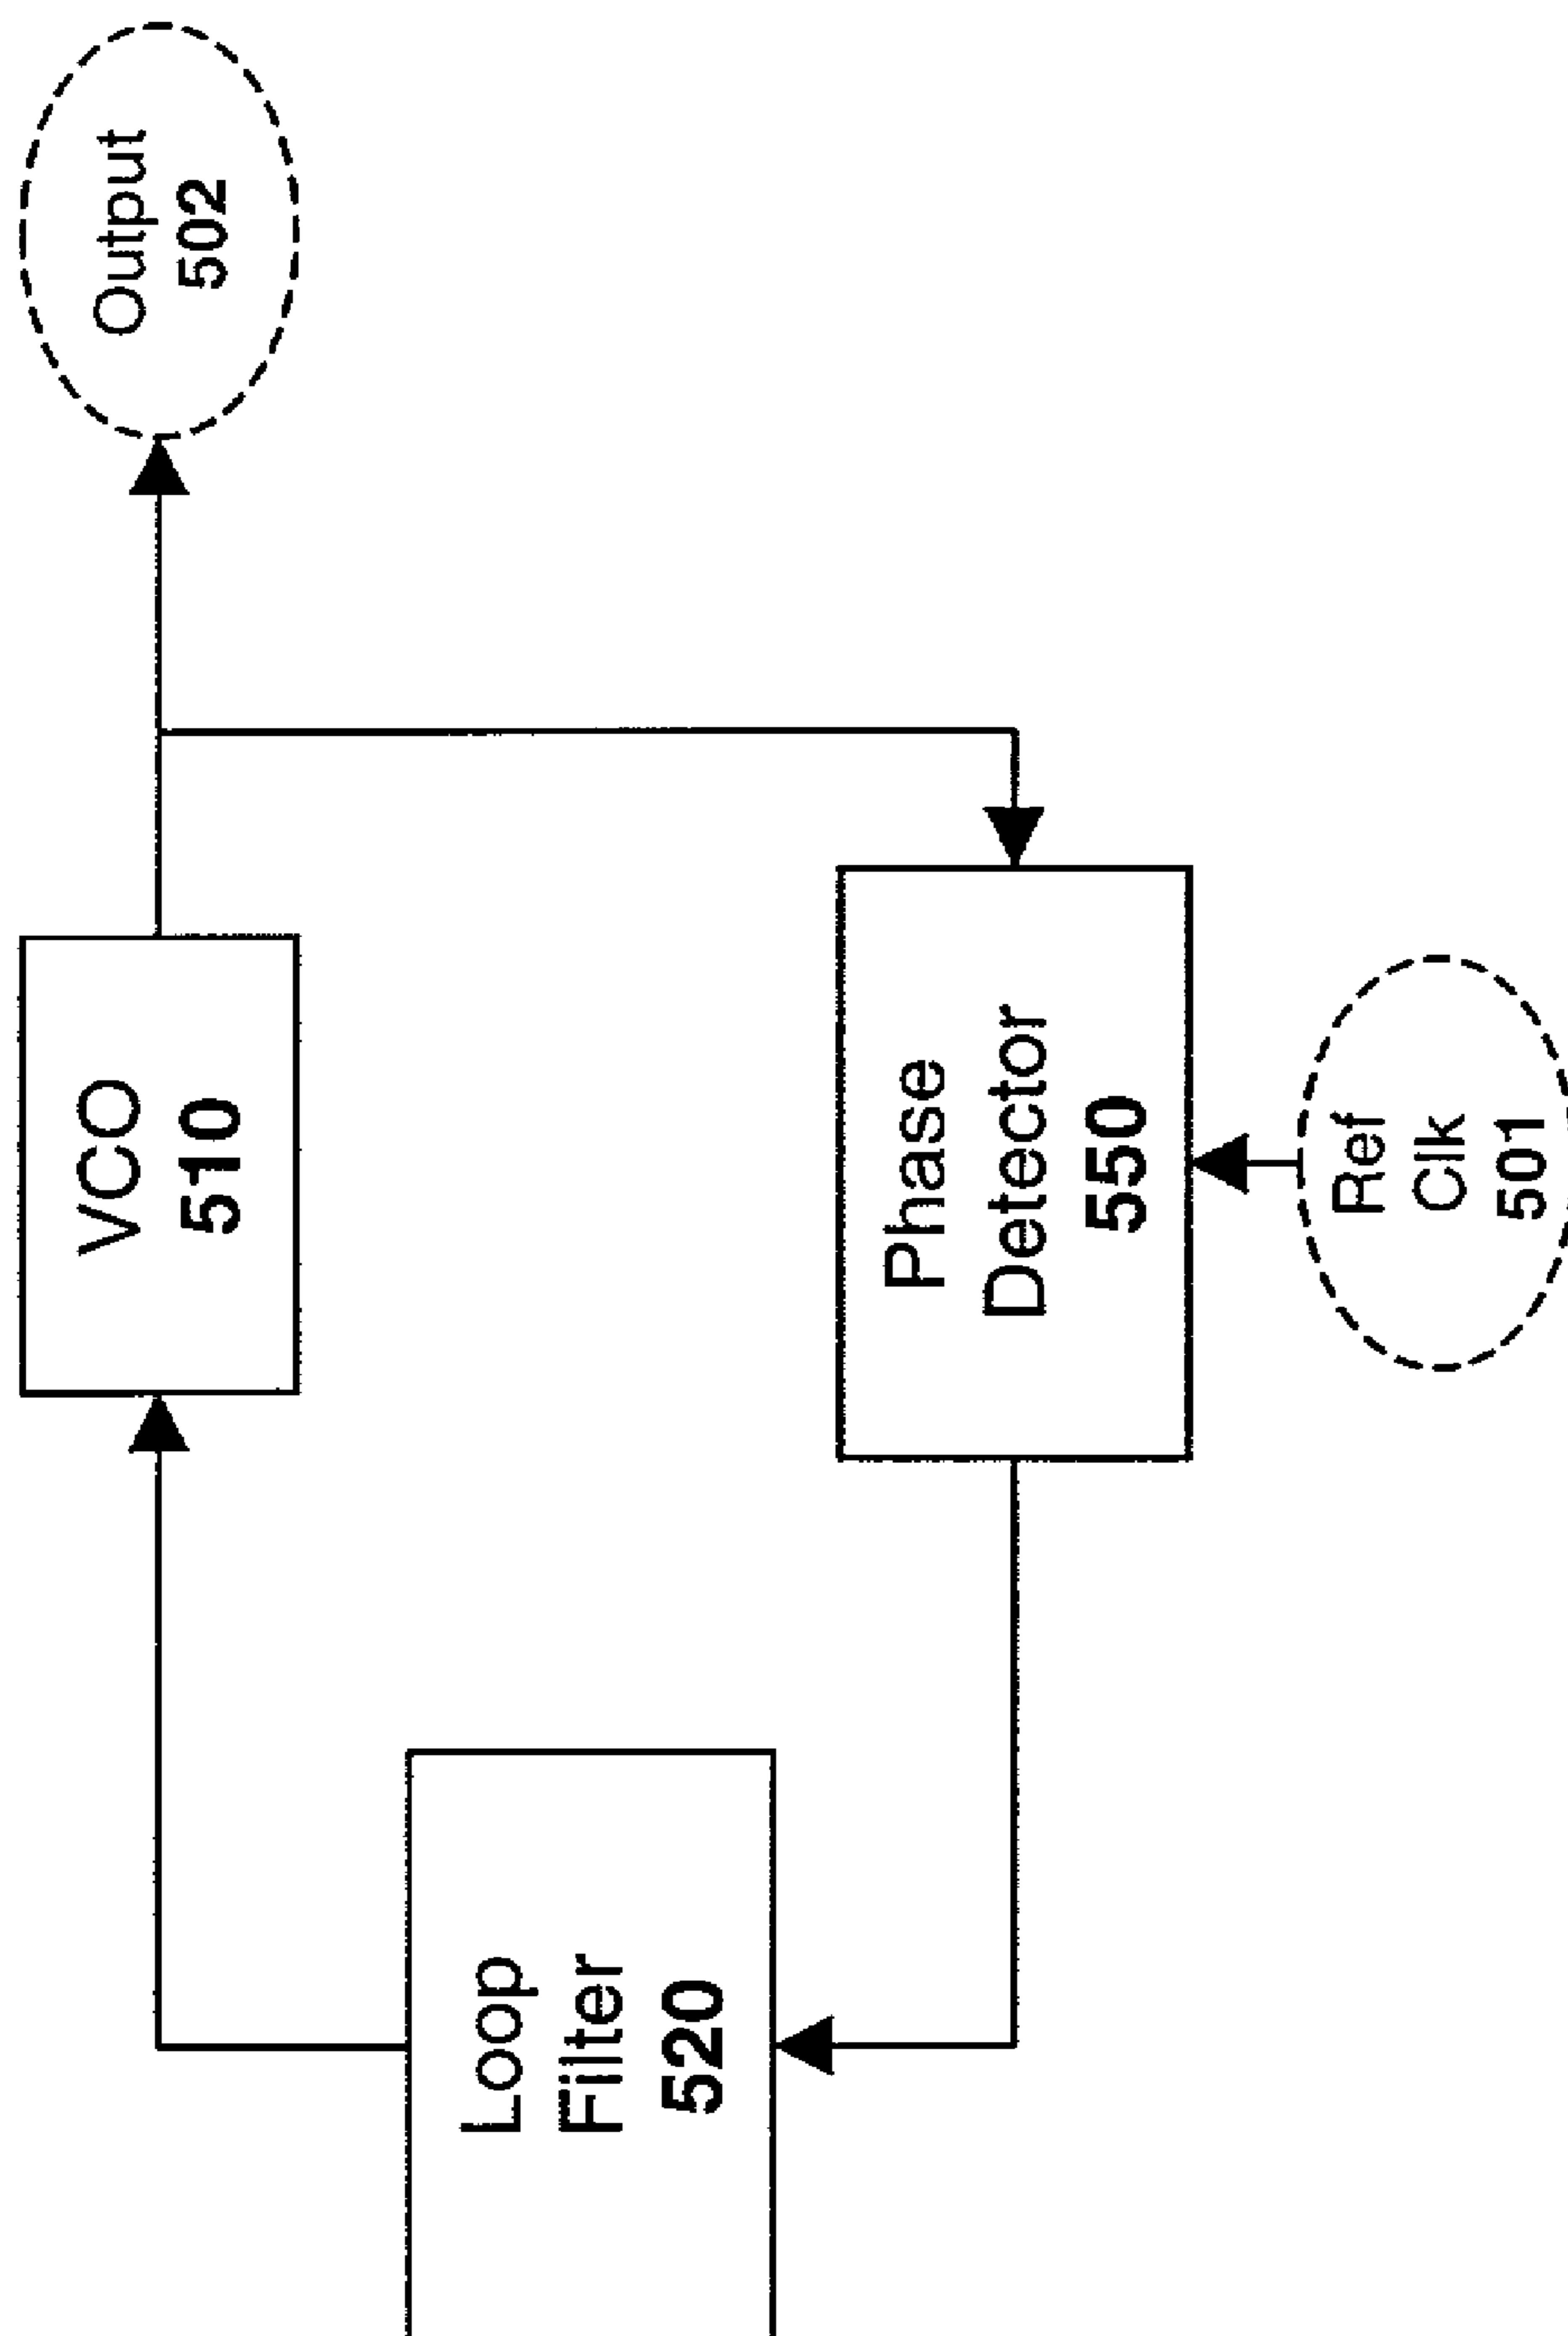 VCO
510
Output
502
Loop
Filter
520
Phase
Detector
550
Ref
Clk
501